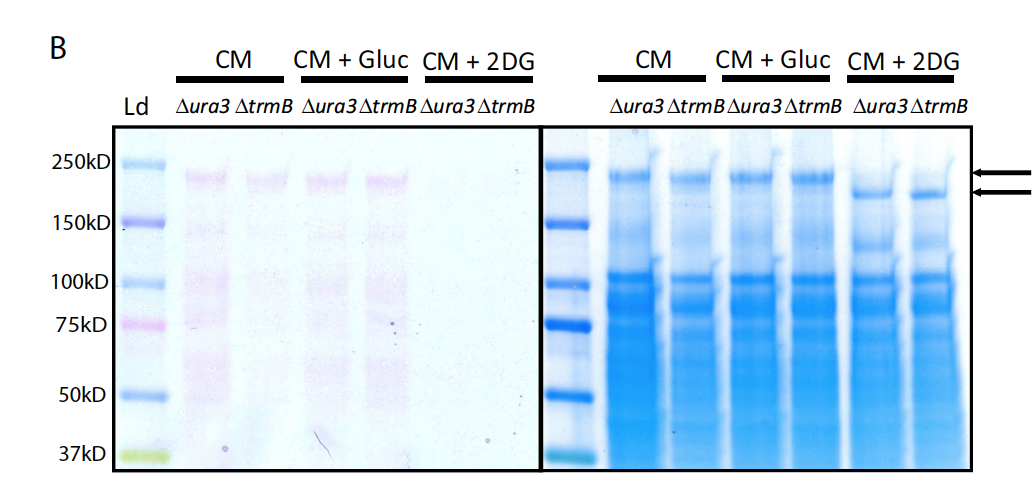 B
CM CM + Gluc CM + 2DG CM CM + Gluc CM + 2DG
Ld Δura3 ΔtrmB Δura3 ΔtrmB Δura3 ΔtrmB Δura3 ΔtrmB Δura3 ΔtrmB Δura3 ΔtrmB
250kD
150kD
100kD
75kD
50kD
37kD